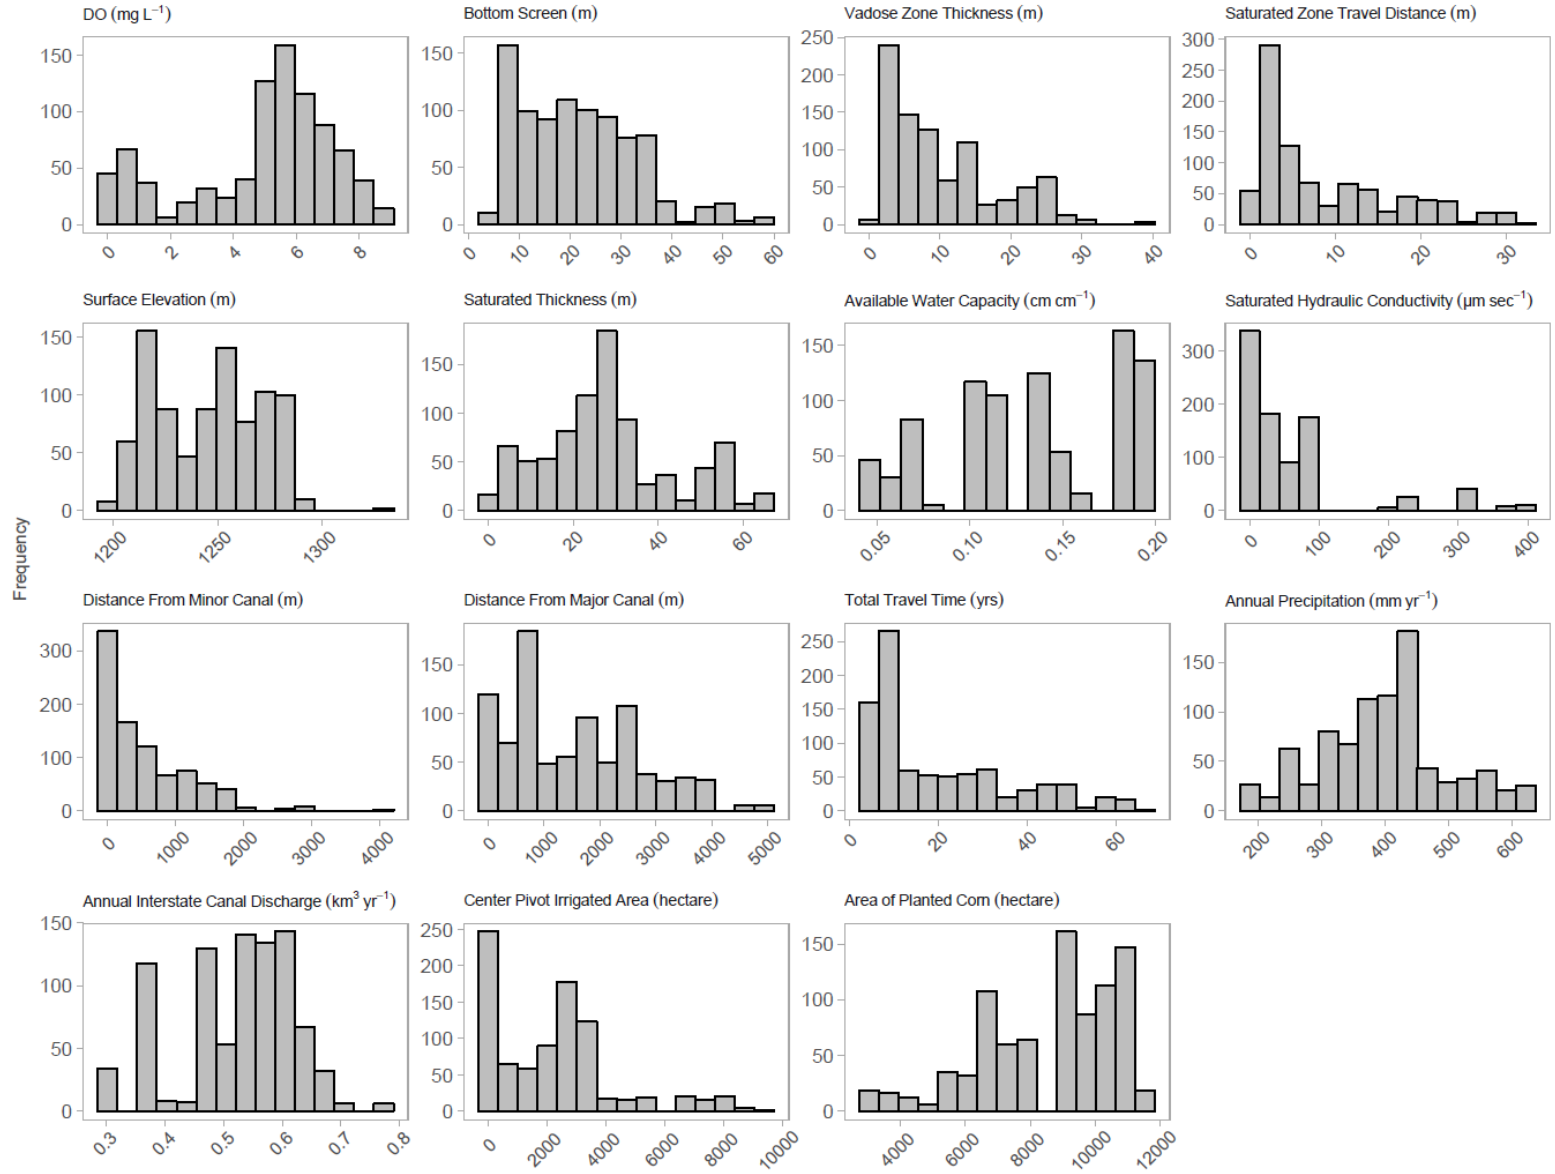 DO (mg L⁻¹)
150
100
50
0
0 2 4 6 8
Bottom Screen (m)
150
100
50
0
0 10 20 30 40 50 60
Vadose Zone Thickness (m)
250
200
150
100
50
0
0 10 20 30 40
Saturated Zone Travel Distance (m)
300
250
200
150
100
50
0
0 10 20 30
Surface Elevation (m)
150
100
50
0
1200 1250 1300
Saturated Thickness (m)
150
100
50
0
0 20 40 60
Available Water Capacity (cm cm⁻¹)
150
100
50
0
0.05 0.10 0.15 0.20
Saturated Hydraulic Conductivity (µm sec⁻¹)
300
200
100
0
0 100 200 300 400
Frequency
Distance From Minor Canal (m)
300
200
100
0
0 1000 2000 3000 4000
Distance From Major Canal (m)
150
100
50
0
0 1000 2000 3000 4000 5000
Total Travel Time (yrs)
250
200
150
100
50
0
0 20 40 60
Annual Precipitation (mm yr⁻¹)
150
100
50
0
200 300 400 500 600
Annual Interstate Canal Discharge (km³ yr⁻¹)
150
100
50
0
0.3 0.4 0.5 0.6 0.7 0.8
Center Pivot Irrigated Area (hectare)
250
200
150
100
50
0
0 2000 4000 6000 8000 10000
Area of Planted Corn (hectare)
150
100
50
0
4000 6000 8000 10000 12000